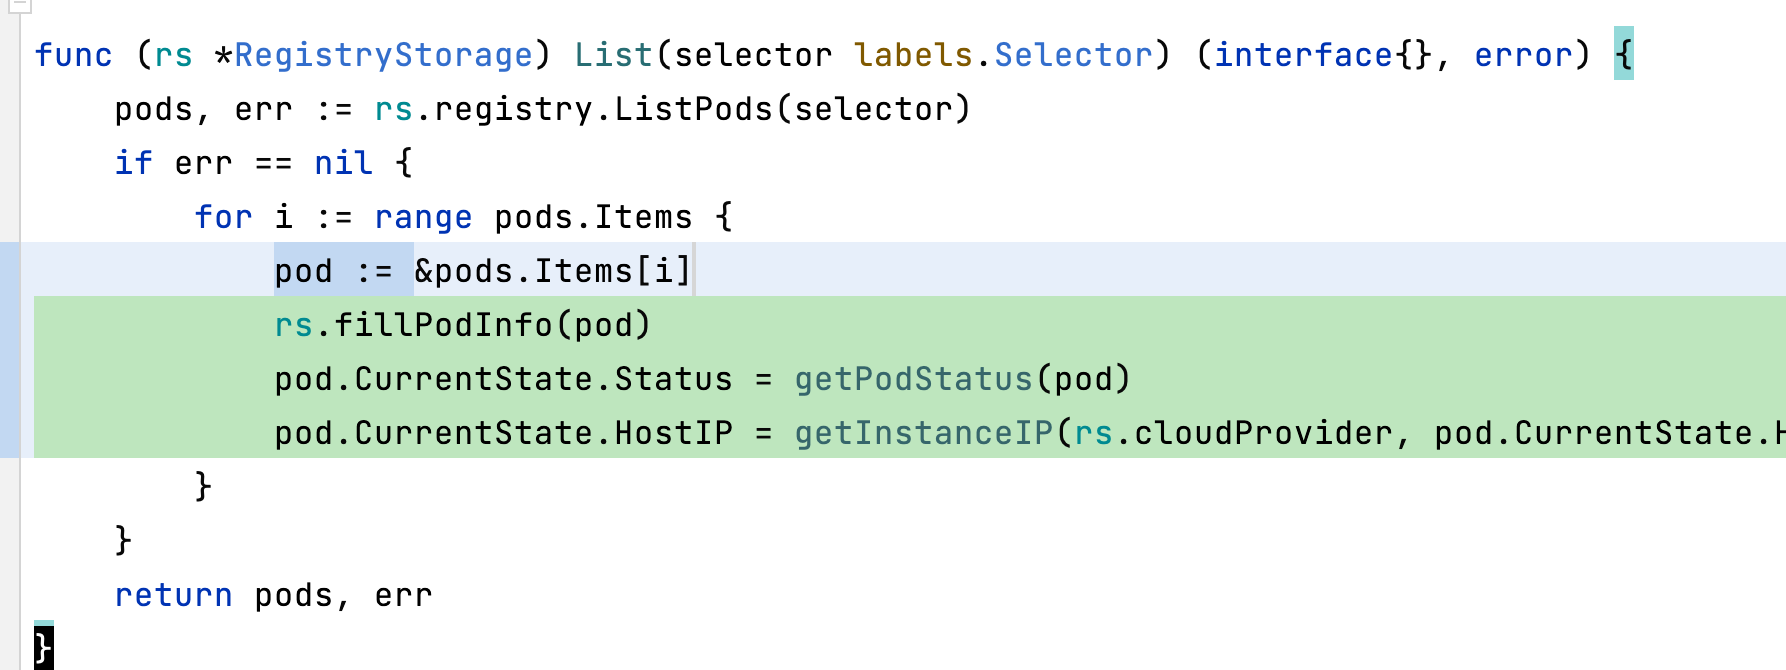 func (rs *RegistryStorage) List(selector labels.Selector) (interface{}, error) {
    pods, err := rs.registry.ListPods(selector)
    if err == nil {
        for i := range pods.Items {
            pod := &pods.Items[i]
            rs.fillPodInfo(pod)
            pod.CurrentState.Status = getPodStatus(pod)
            pod.CurrentState.HostIP = getInstanceIP(rs.cloudProvider, pod.CurrentState.H
        }
    }
    return pods, err
}